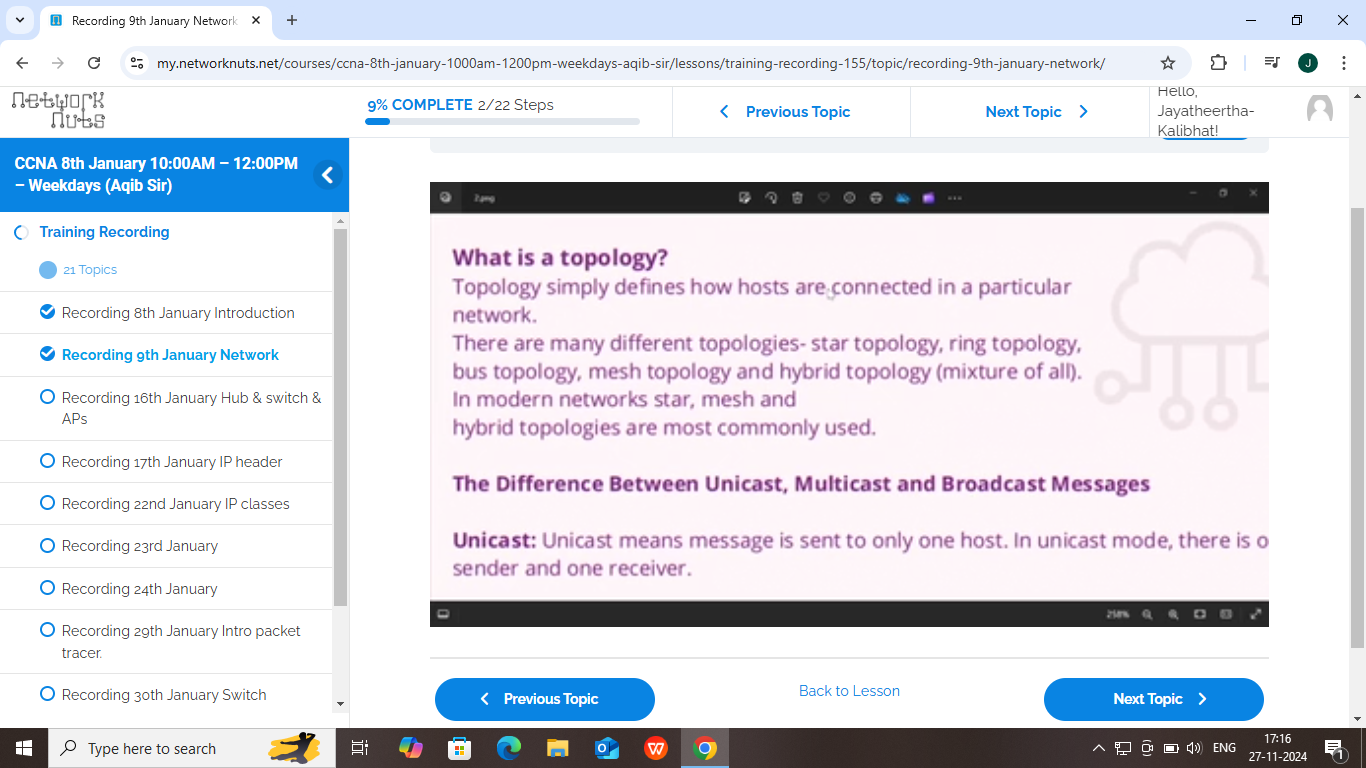 Recording 9th January Network
my.networknuts.net/courses/ccna-8th-january-1000am-1200pm-weekdays-aqib-sir/lessons/training-recording-155/topic/recording-9th-january-network/
J
Network
Nuts
9% COMPLETE 2/22 Steps
Previous Topic
Next Topic
Hello,
Jayatheertha-
Kalibhat!
CCNA 8th January 10:00AM – 12:00PM
– Weekdays (Aqib Sir)
Training Recording
21 Topics
Recording 8th January Introduction
Recording 9th January Network
Recording 16th January Hub & switch &
APs
Recording 17th January IP header
Recording 22nd January IP classes
Recording 23rd January
Recording 24th January
Recording 29th January Intro packet
tracer.
Recording 30th January Switch
2.png
What is a topology?
Topology simply defines how hosts are connected in a particular
network.
There are many different topologies- star topology, ring topology,
bus topology, mesh topology and hybrid topology (mixture of all).
In modern networks star, mesh and
hybrid topologies are most commonly used.
The Difference Between Unicast, Multicast and Broadcast Messages
Unicast: Unicast means message is sent to only one host. In unicast mode, there is o
sender and one receiver.
258%
Previous Topic
Back to Lesson
Next Topic
Type here to search
ENG
17:16
27-11-2024
1